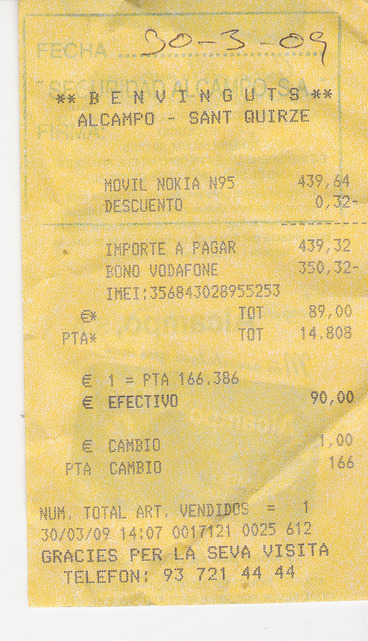 FECHA 30-3-09
SEGURIDAD ALCAMPO, S.A.
FIRMA:
** B E N V I N G U T S **
ALCAMPO - SANT QUIRZE
MOVIL NOKIA N95 439,64
DESCUENTO 0,32-
IMPORTE A PAGAR 439,32
BONO VODAFONE 350,32-
IMEI:356843028955253
€* TOT 89,00
PTA* TOT 14.808
€ 1 = PTA 166.386
€ EFECTIVO 90,00
€ CAMBIO 1,00
PTA CAMBIO 166
NUM. TOTAL ART. VENDIDOS = 1
30/03/09 14:07 0017121 0025 612
GRACIES PER LA SEVA VISITA
TELEFON: 93 721 44 44